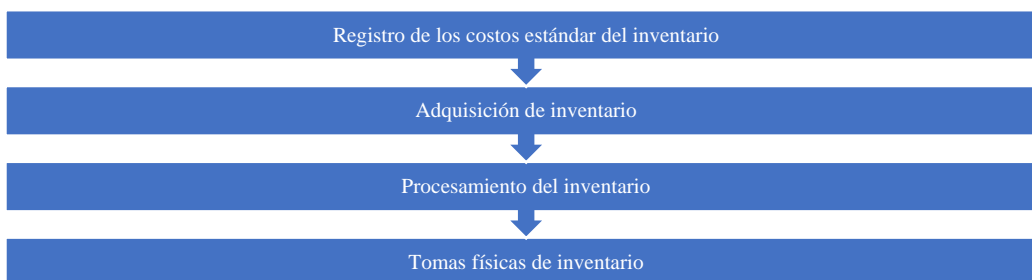 Registro de los costos estándar del inventario
Adquisición de inventario
Procesamiento del inventario
Tomas físicas de inventario